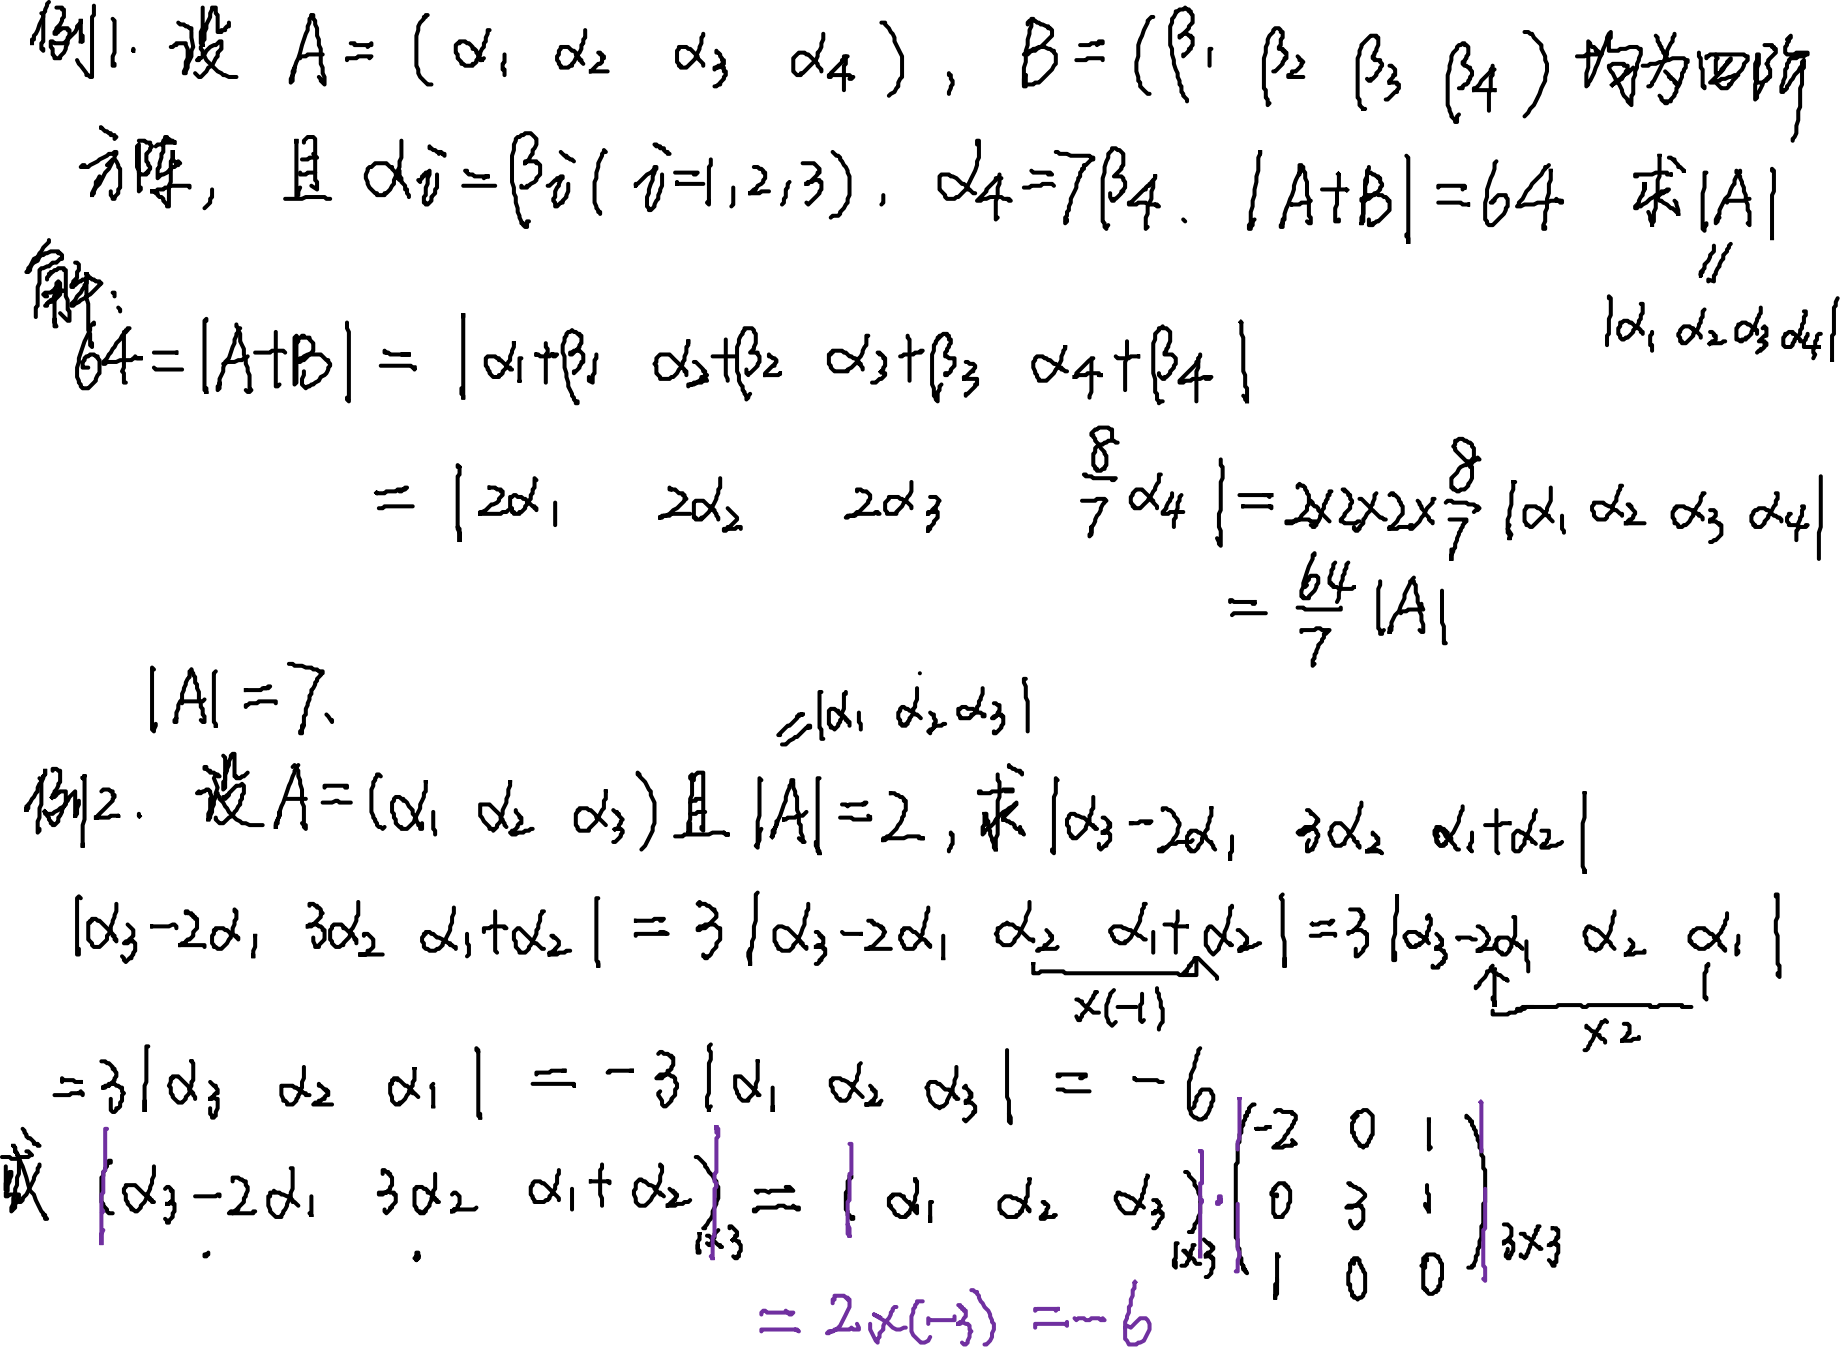 例1. 设 A = ( α₁ α₂ α₃ α₄ ), B = ( β₁ β₂ β₃ β₄ ) 均为四阶
方阵, 且 αi = βi ( i=1,2,3 ), α₄=7β₄. |A+B|=64 求|A|
= |α₁ α₂ α₃ α₄|
解:
64 = |A+B| = | α₁+β₁ α₂+β₂ α₃+β₃ α₄+β₄ |
= | 2α₁ 2α₂ 2α₃ 8/7 α₄ | = 2×2×2×8/7 |α₁ α₂ α₃ α₄|
= 64/7 |A|
|A| = 7.
= |α₁ α₂ α₃|
例2. 设 A = (α₁ α₂ α₃) 且 |A| = 2, 求 |α₃-2α₁ 3α₂ α₁+α₂|
|α₃-2α₁ 3α₂ α₁+α₂| = 3 |α₃-2α₁ α₂ α₁+α₂| = 3 |α₃-2α₁ α₂ α₁|
×(-1) ×2
= 3 | α₃ α₂ α₁ | = -3 | α₁ α₂ α₃ | = -6
或 |(α₃-2α₁ 3α₂ α₁+α₂)|1×3 = |( α₁ α₂ α₃ )|1×3 · |( -2 0 1
0 3 1
1 0 0 )|3×3
= 2×(-3) = -6